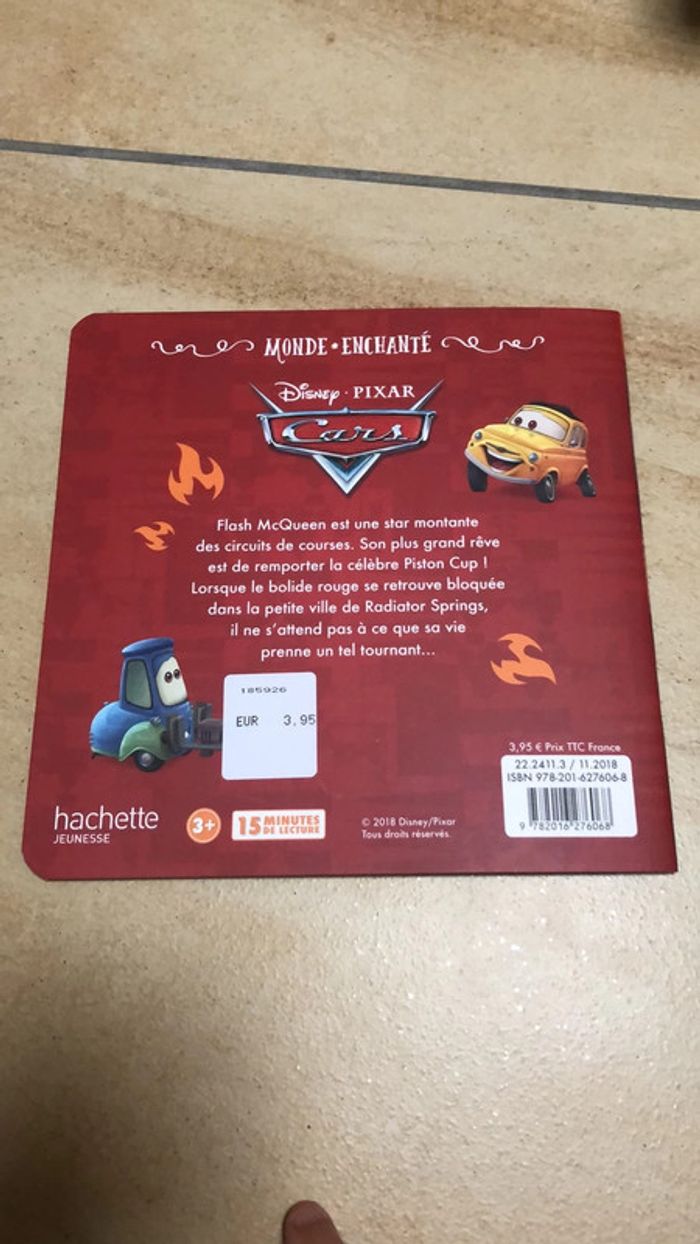 MONDE • ENCHANTÉ
Disney • PIXAR
Cars
Flash McQueen est une star montante
des circuits de courses. Son plus grand rêve
est de remporter la célèbre Piston Cup !
Lorsque le bolide rouge se retrouve bloquée
dans la petite ville de Radiator Springs,
il ne s'attend pas à ce que sa vie
prenne un tel tournant...
185926
EUR 3,95
3,95 € Prix TTC France
22.2411.3 / 11.2018
ISBN 978-201-627606-8
9 782016 276068
hachette
JEUNESSE
3+
15 MINUTES
DE LECTURE
© 2018 Disney/Pixar
Tous droits réservés.